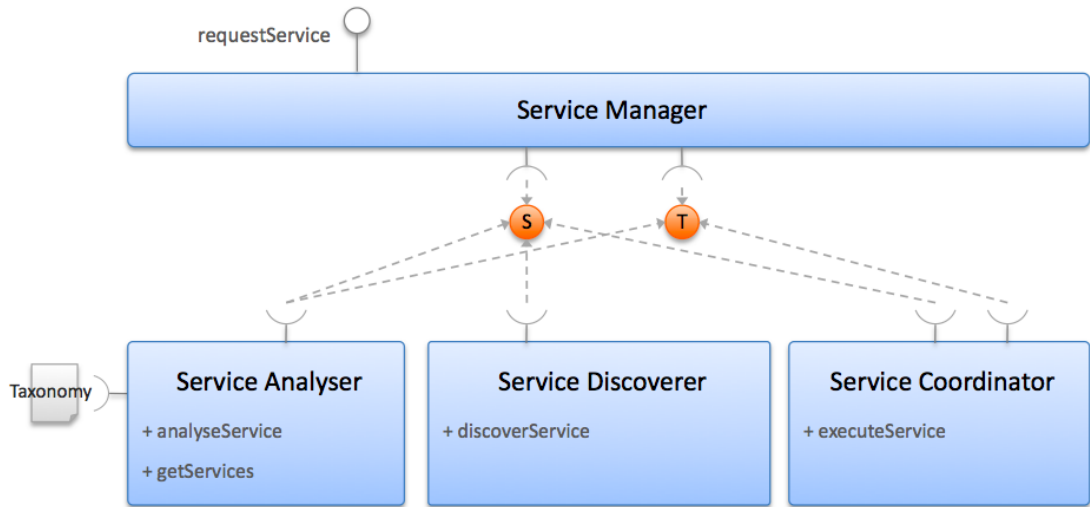 requestService
Service Manager
S
T
Taxonomy
Service Analyser
+ analyseService
+ getServices
Service Discoverer
+ discoverService
Service Coordinator
+ executeService